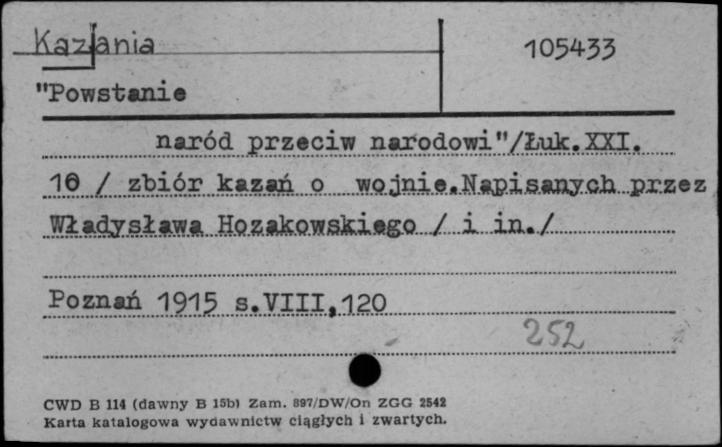 Kazania
105433
"Powstanie
naród przeciw narodowi"/Łuk.XXI.
10 / zbiór kazań o wojnie.Napisanych przez
Władysława Hozakowskiego / i in./
Poznań 1915 s.VIII,120
252
CWD B 114 (dawny B 15b) Zam. 897/DW/On ZGG 2542
Karta katalogowa wydawnictw ciągłych i zwartych.